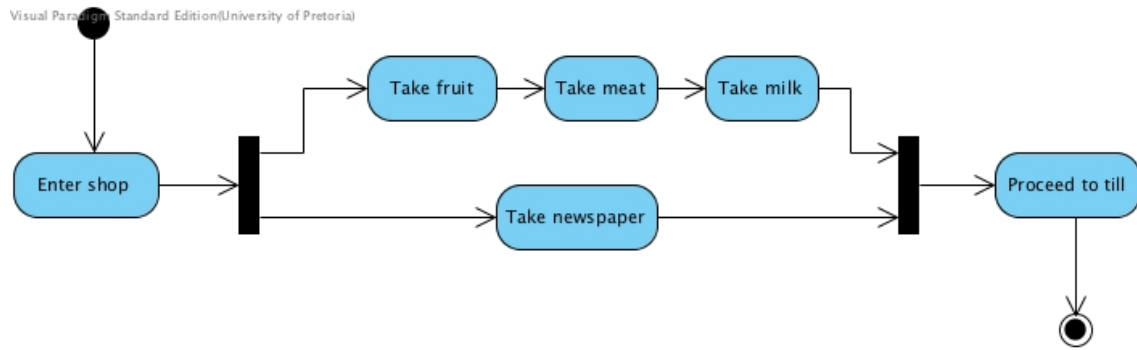 Visual Paradigm Standard Edition(University of Pretoria)
Take fruit
Take meat
Take milk
Enter shop
Proceed to till
Take newspaper